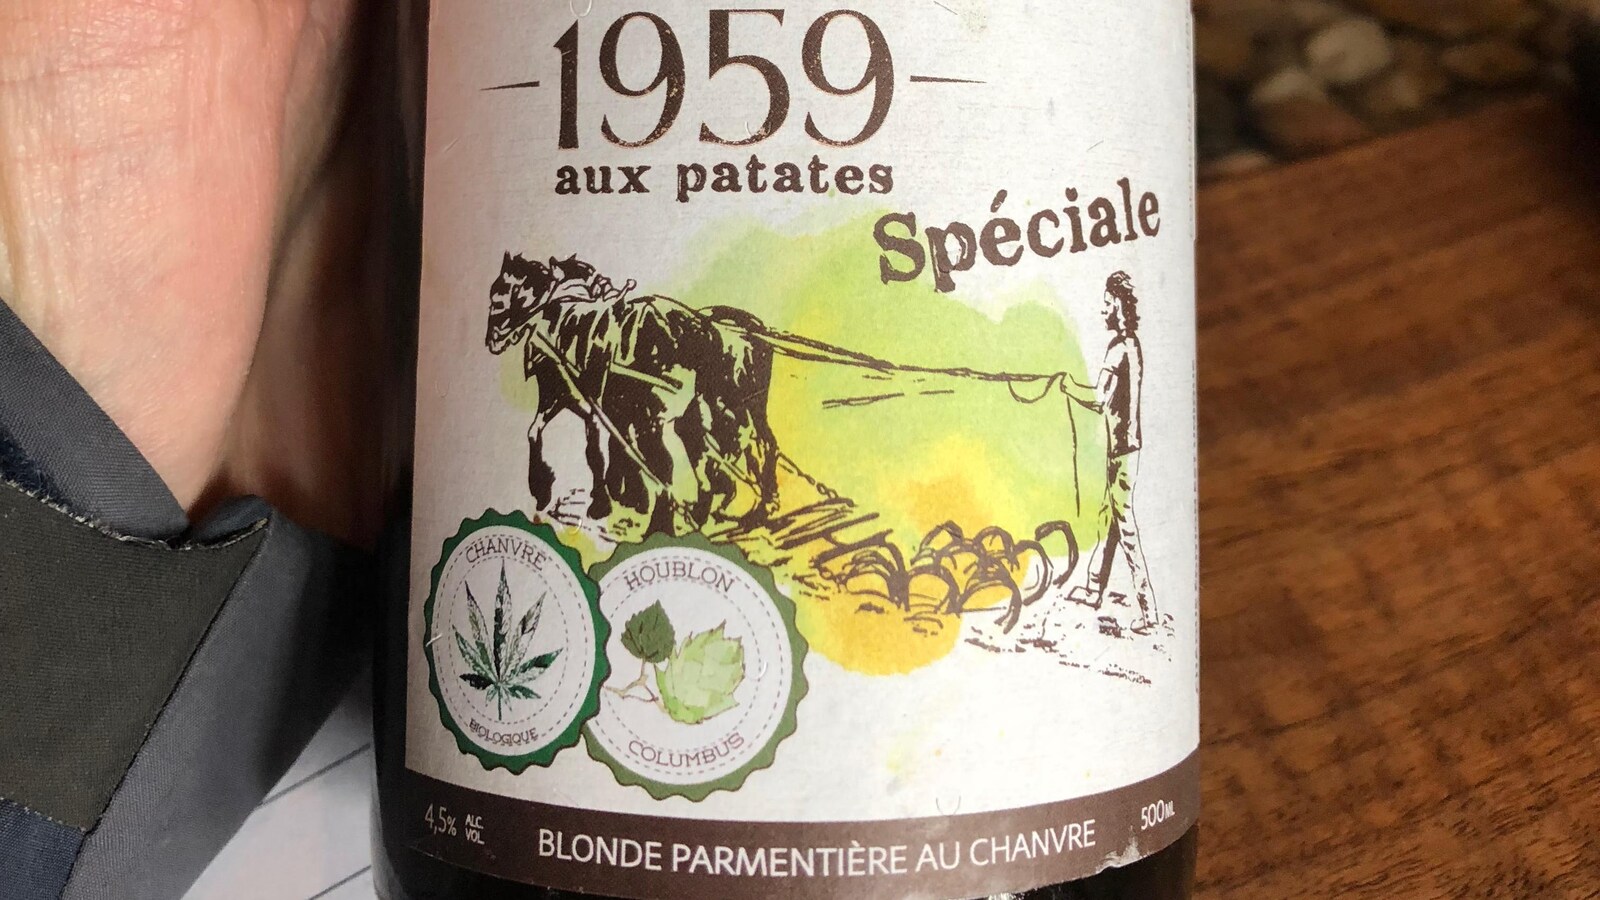 1959
aux patates
Spéciale
CHANVRE
BIOLOGIQUE
HOUBLON
COLUMBUS
4,5% ALC.
VOL
BLONDE PARMENTIÈRE AU CHANVRE
500ML